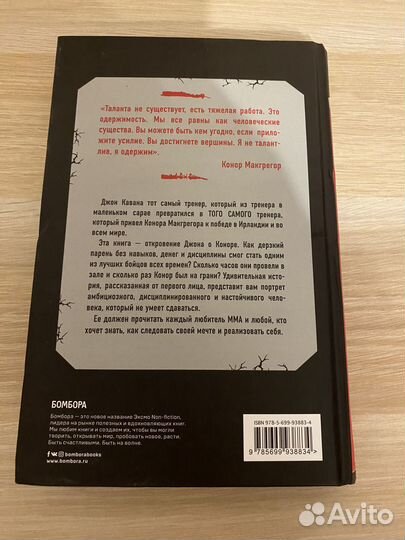 «Таланта не существует, есть тяжелая работа. Это
одержимость. Мы все равны как человеческие
существа. Вы можете быть кем угодно, если прило-
жите усилие. Вы достигнете вершины. Я не талант-
лив, я одержим».
Конор Макгрегор
Джон Кавана тот самый тренер, который из тренера в
маленьком сарае превратился в ТОГО САМОГО тренера,
который привел Конора Макгрегора к победе в Ирландии и во
всем мире.
Эта книга — откровение Джона о Коноре. Как дерзкий
парень без навыков, денег и дисциплины смог стать одним
из лучших бойцов всех времен? Сколько часов они провели в
зале и сколько раз Конор был на грани? Удивительная исто-
рия, рассказанная от первого лица, представит вам портрет
амбициозного, дисциплинированного и настойчивого чело-
века, который не умеет сдаваться.
Ее должен прочитать каждый любитель ММА и любой, кто
хочет знать, как следовать своей мечте и реализовать себя.
БОМБОРА
Бомбора — это новое название Эксмо Non-fiction,
лидера на рынке полезных и вдохновляющих книг.
Мы любим книги и создаем их, чтобы вы могли
творить, открывать мир, пробовать новое, расти.
Быть счастливыми. Быть на волне.
bomborabooks
www.bombora.ru
ISBN 978-5-699-93883-4
9 785699 938834 >
Avito